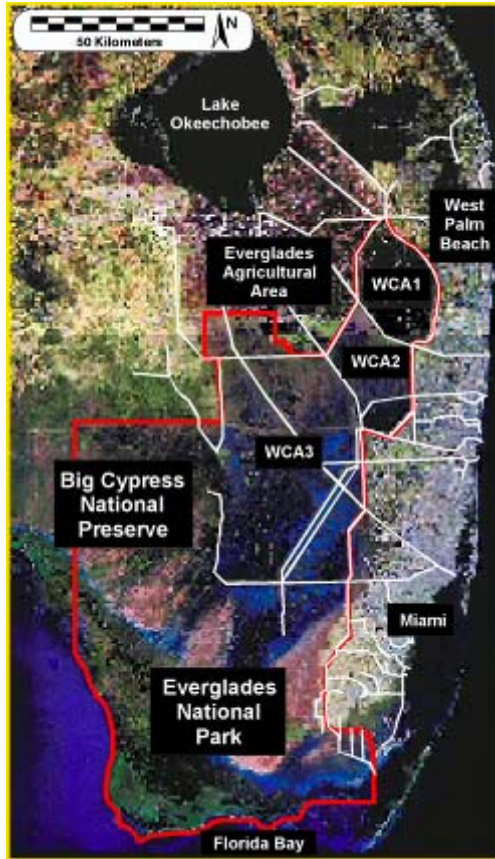 N
50 Kilometers
Lake
Okeechobee
West
Palm
Beach
Everglades
Agricultural
Area
WCA1
WCA2
WCA3
Big Cypress
National
Preserve
Miami
Everglades
National
Park
Florida Bay